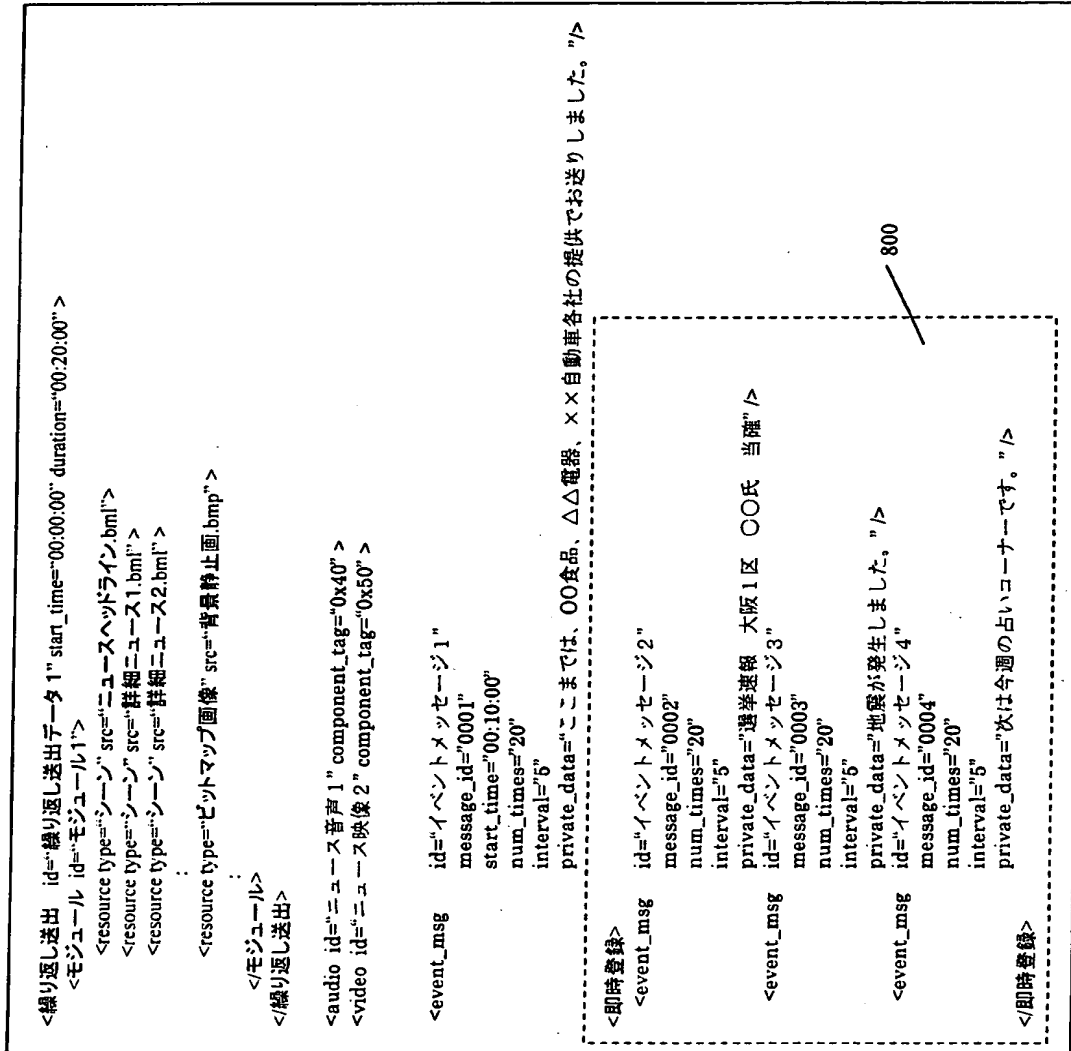 <繰り返し送出 id="繰り返し送出データ1" start_time="00:00:00" duration="00:20:00" >
<モジュール id="モジュール1">
<resource type="シーン" src="ニュースヘッドライン.bml">
<resource type="シーン" src="詳細ニュース1.bml" >
<resource type="シーン" src="詳細ニュース2.bml" >
:
<resource type="ビットマップ画像" src="背景静止画.bmp" >
:
</モジュール>
</繰り返し送出>
<audio id="ニュース音声1" component_tag="0x40" >
<video id="ニュース映像2" component_tag="0x50" >
<event_msg id="イベントメッセージ1"
message_id="0001"
start_time="00:10:00"
num_times="20"
interval="5"
private_data="ここまでは、○○食品、△△電器、××自動車各社の提供でお送りしました。"/>
<即時登録>
<event_msg id="イベントメッセージ2"
message_id="0002"
num_times="20"
interval="5"
private_data="選挙速報 大阪1区 ○○氏 当確"/>
<event_msg id="イベントメッセージ3"
message_id="0003"
num_times="20"
interval="5"
private_data="地震が発生しました。"/>
<event_msg id="イベントメッセージ4"
message_id="0004"
num_times="20"
interval="5"
private_data="次は今週の占いコーナーです。"/>
</即時登録>
800